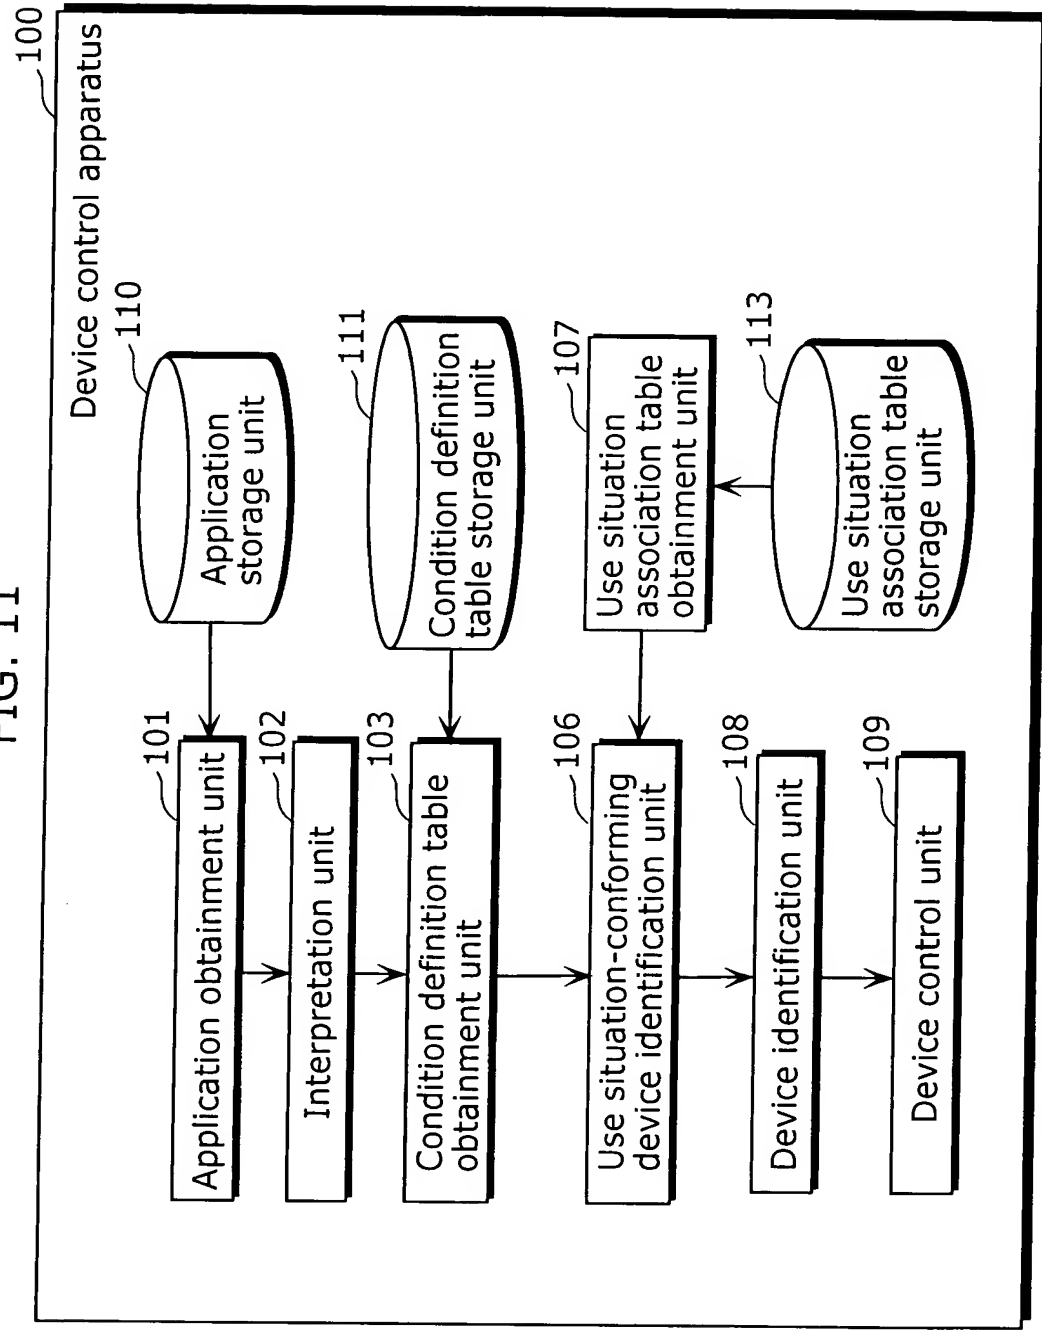 FIG. 11
100
Device control apparatus
101
Application obtainment unit
110
Application
storage unit
102
Interpretation unit
103
Condition definition table
obtainment unit
111
Condition definition
table storage unit
106
Use situation-conforming
device identification unit
107
Use situation
association table
obtainment unit
108
Device identification unit
113
Use situation
association table
storage unit
109
Device control unit